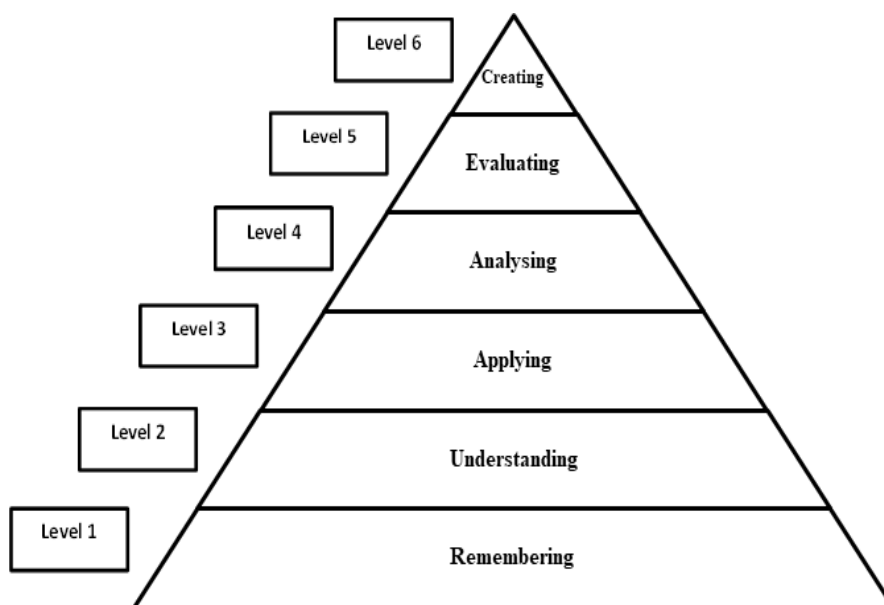 Level 6
Creating
Level 5
Evaluating
Level 4
Analysing
Level 3
Applying
Level 2
Understanding
Level 1
Remembering